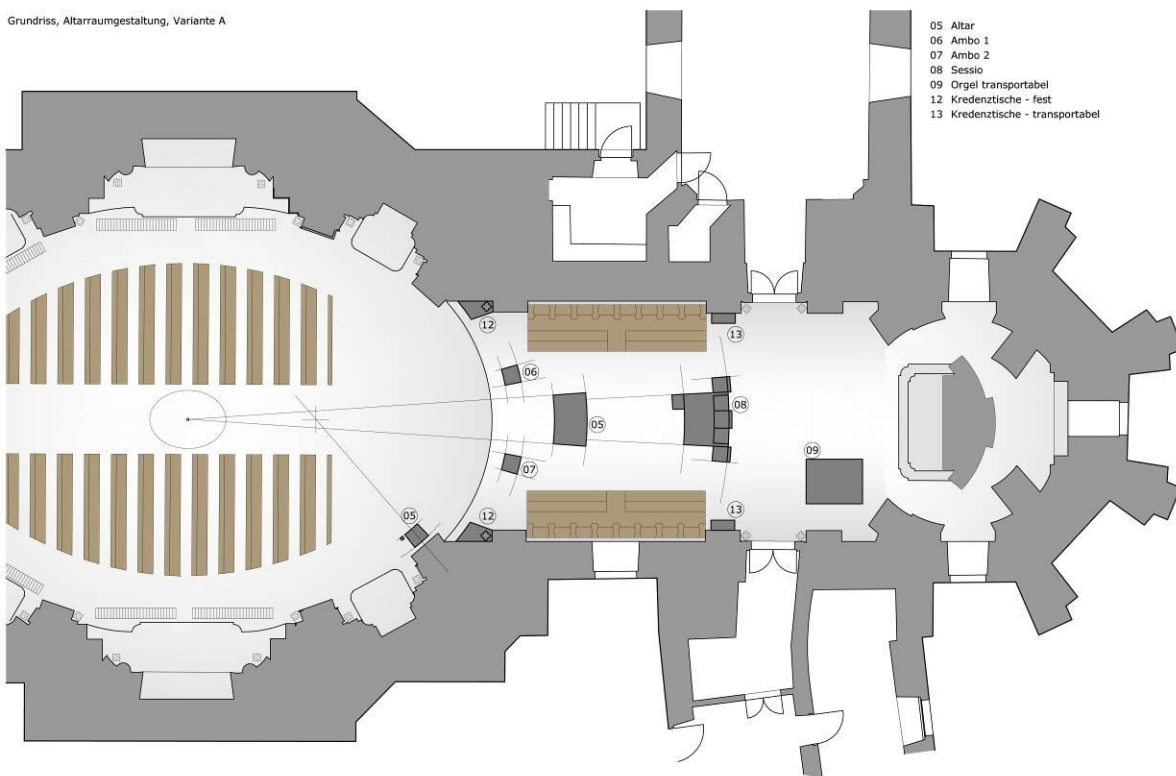 Grundriss, Altarraumgestaltung, Variante A
05 Altar
06 Ambo 1
07 Ambo 2
08 Sessio
09 Orgel transportabel
12 Kredenztische - fest
13 Kredenztische - transportabel
12
13
06
08
05
09
07
05
12
13